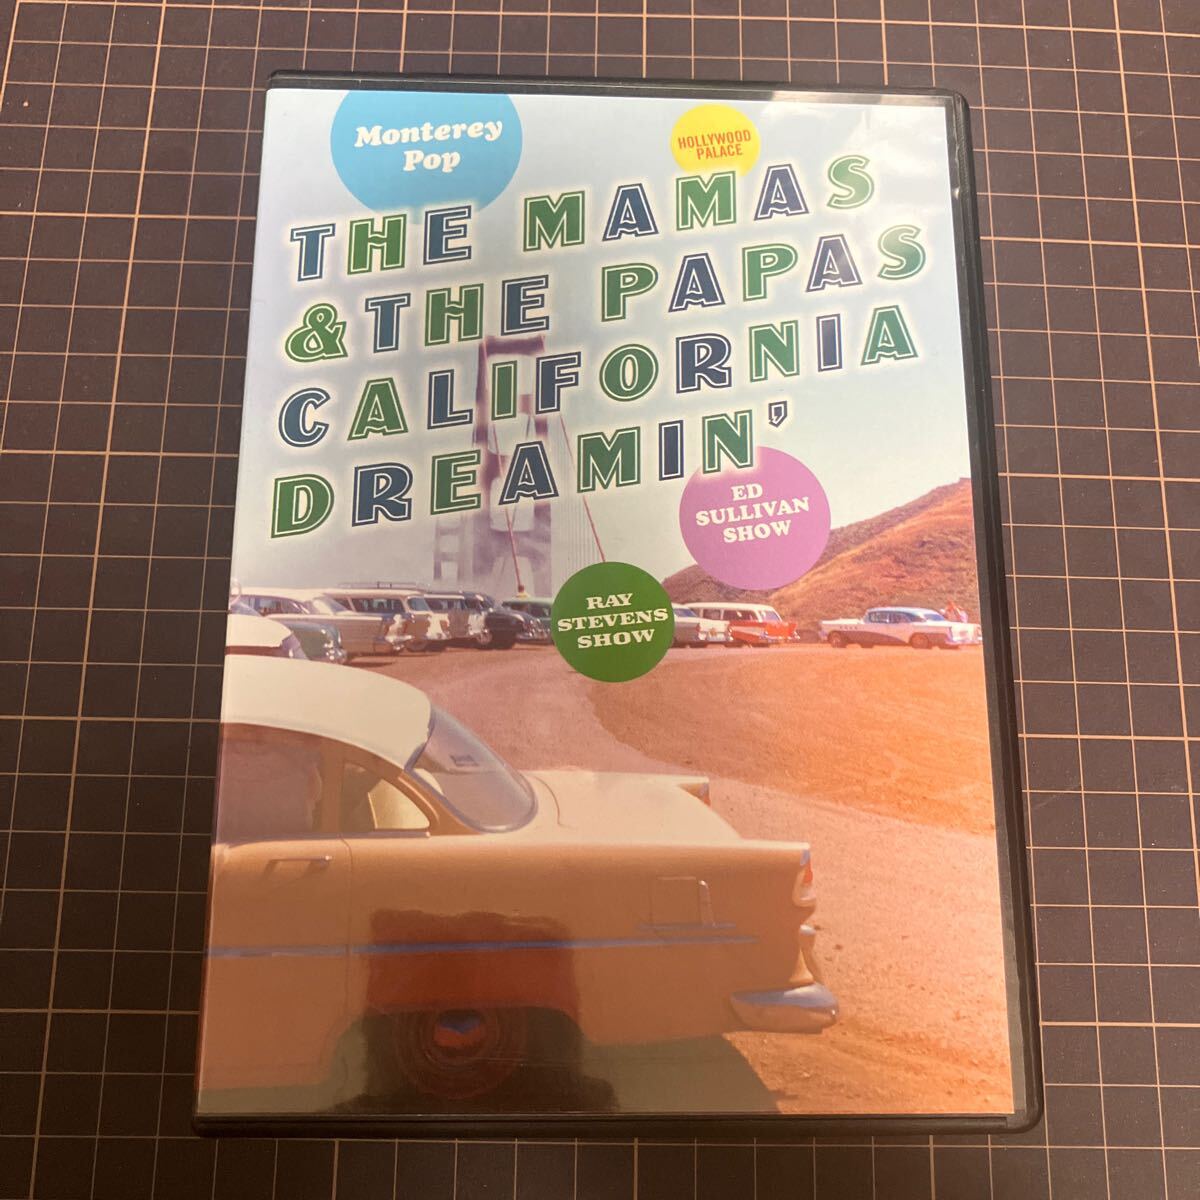 Monterey
Pop
HOLLYWOOD
PALACE
THE MAMAS
& THE PAPAS
CALIFORNIA
DREAMIN'
ED
SULLIVAN
SHOW
RAY
STEVENS
SHOW